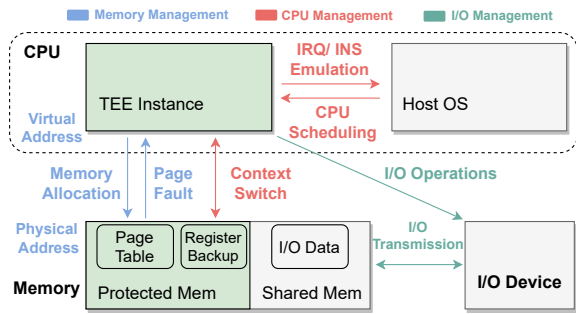 Memory Management
CPU Management
I/O Management
CPU
TEE Instance
IRQ/ INS
Emulation
CPU
Scheduling
Host OS
Virtual
Address
Memory
Allocation
Page
Fault
Context
Switch
I/O Operations
Physical
Address
Page
Table
Register
Backup
I/O Data
I/O
Transmission
I/O Device
Memory
Protected Mem
Shared Mem